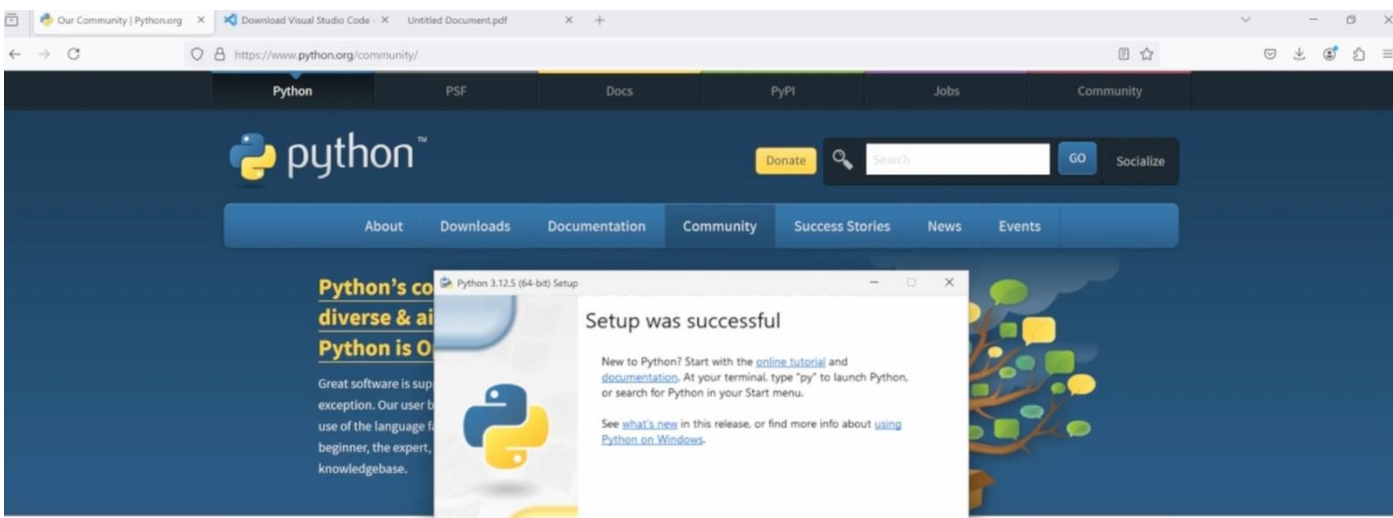 Our Community | Python.org
Download Visual Studio Code -
Untitled Document.pdf
https://www.python.org/community/
Python PSF Docs PyPI Jobs Community
python™
Donate Search GO Socialize
About Downloads Documentation Community Success Stories News Events
Python's co
diverse & ai
Python is O
Great software is sup
exception. Our user b
use of the language f
beginner, the expert,
knowledgebase.
Python 3.12.5 (64-bit) Setup
Setup was successful
New to Python? Start with the online tutorial and
documentation. At your terminal, type "py" to launch Python,
or search for Python in your Start menu.
See what's new in this release, or find more info about using
Python on Windows.